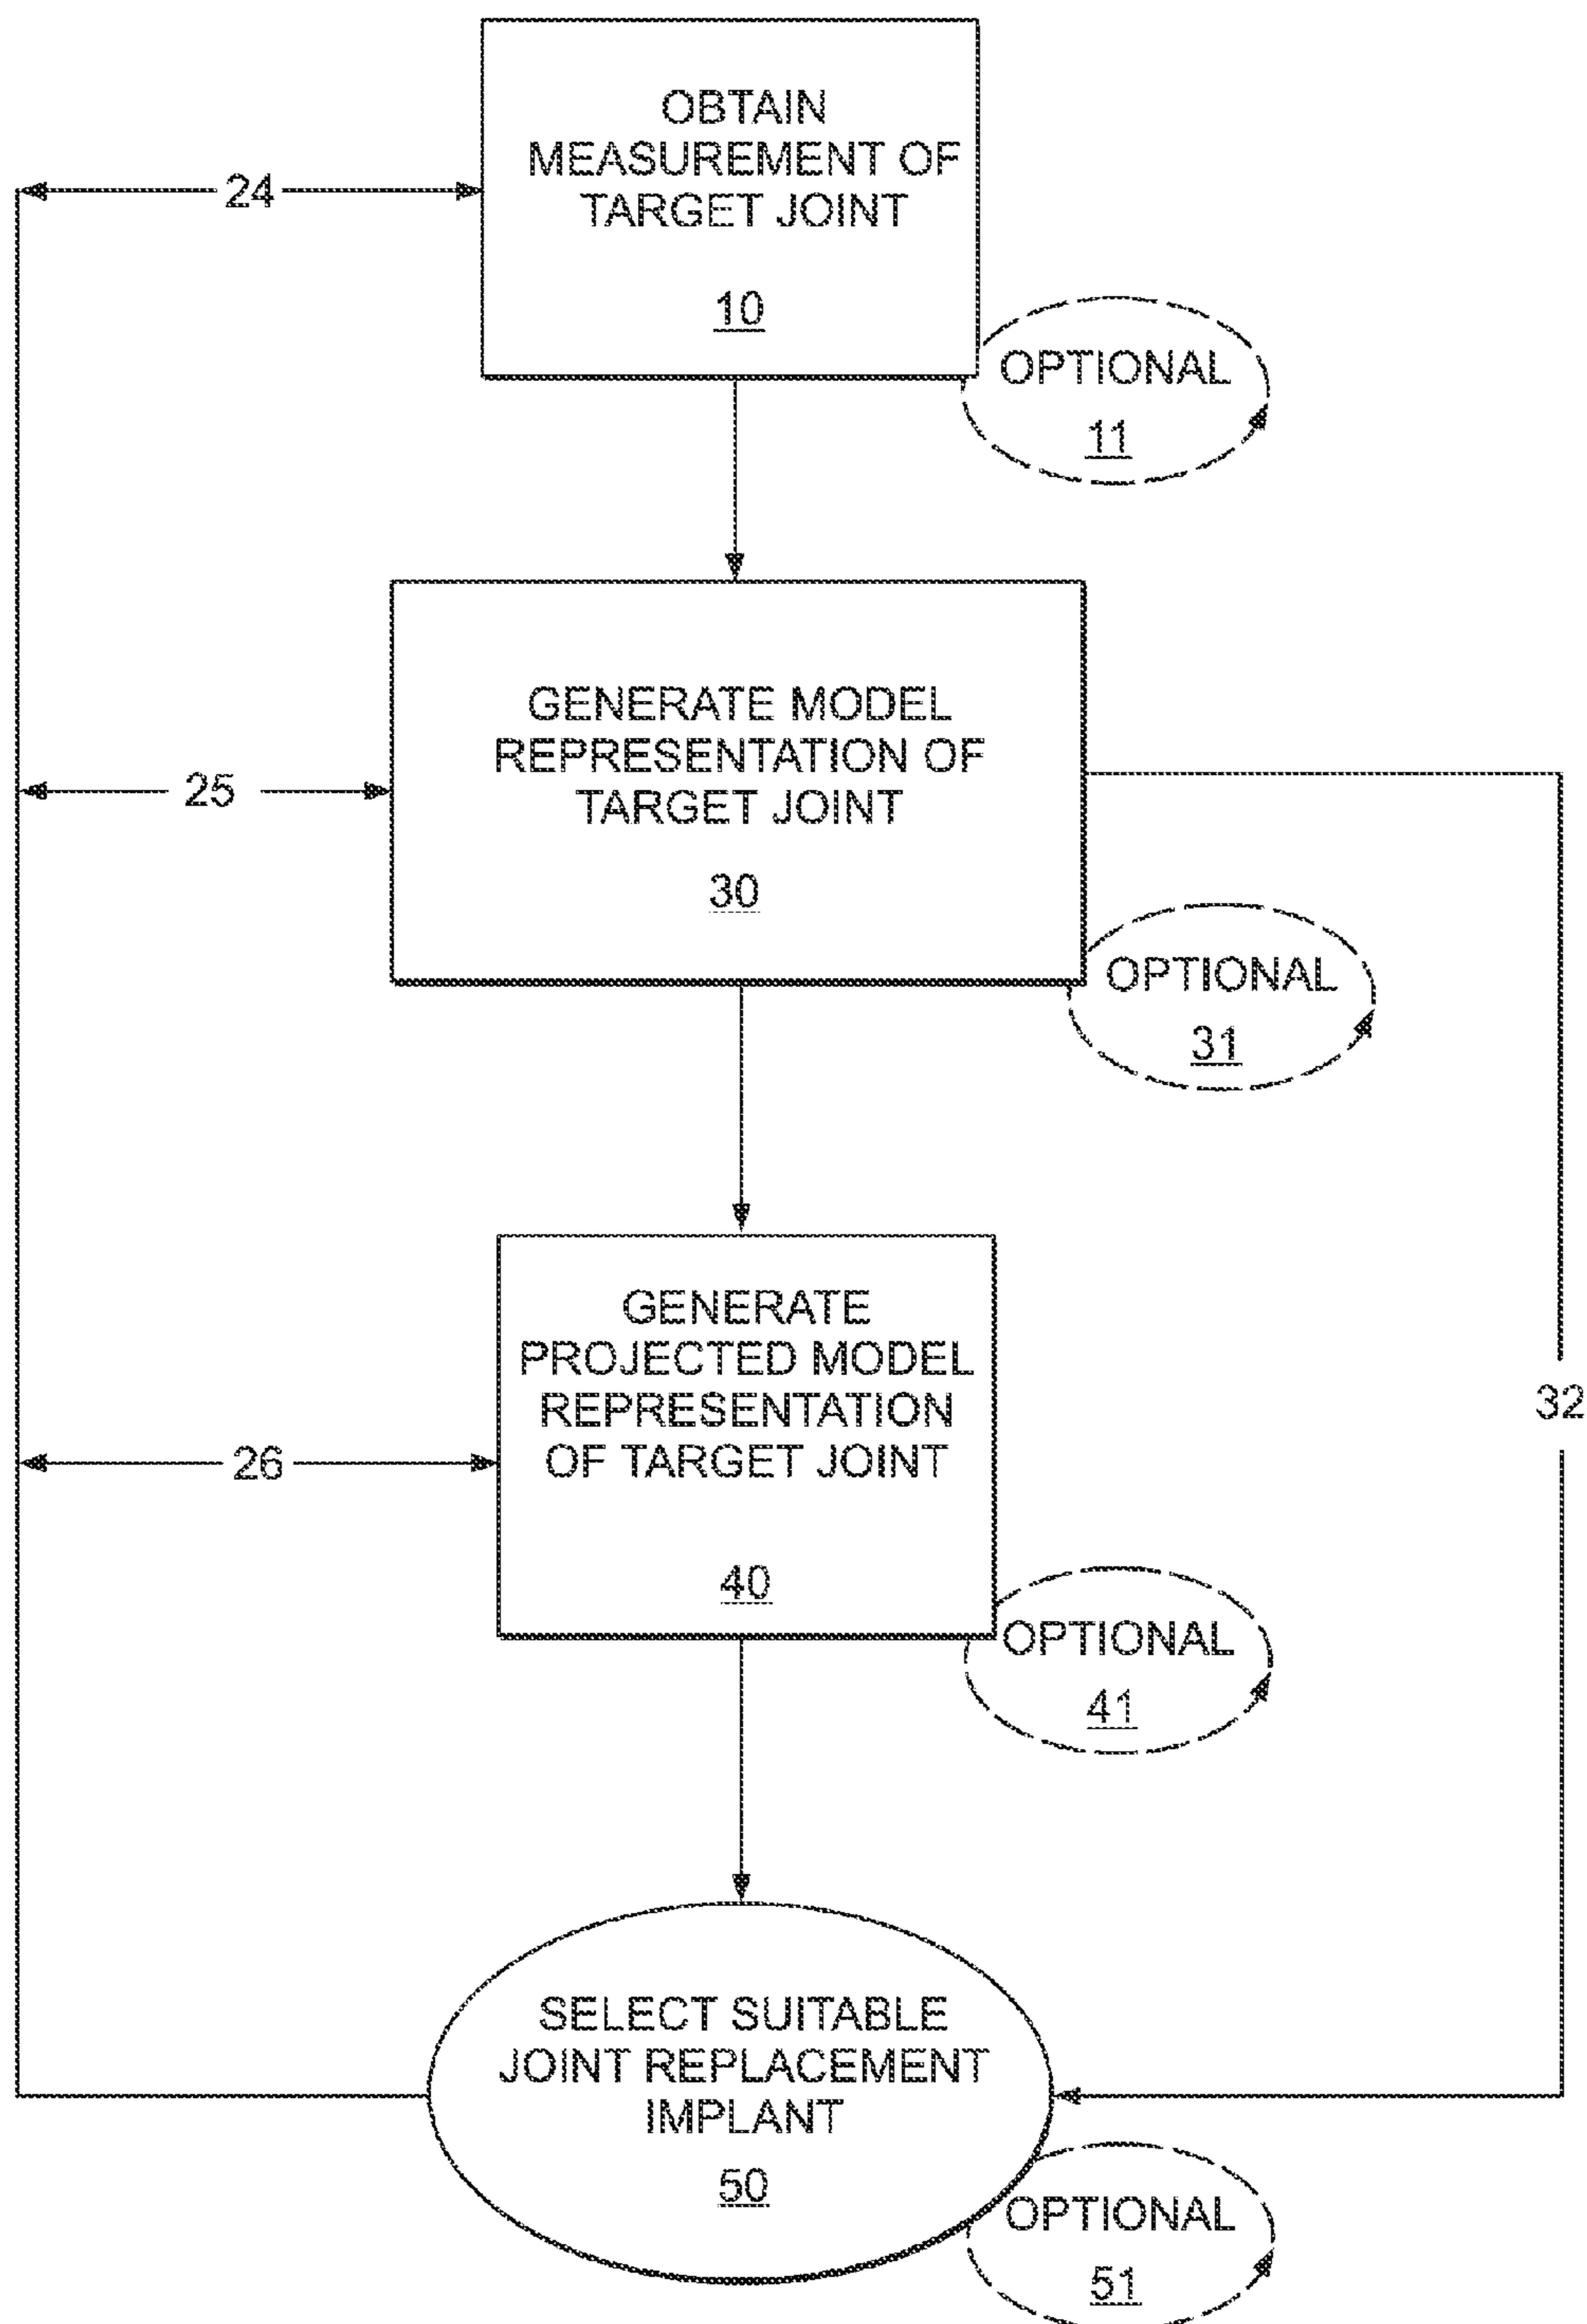 OBTAIN
MEASUREMENT OF
TARGET JOINT
10
24
OPTIONAL
11
GENERATE MODEL
REPRESENTATION OF
TARGET JOINT
30
25
OPTIONAL
31
GENERATE
PROJECTED MODEL
REPRESENTATION
OF TARGET JOINT
40
32
26
OPTIONAL
41
SELECT SUITABLE
JOINT REPLACEMENT
IMPLANT
50
OPTIONAL
51